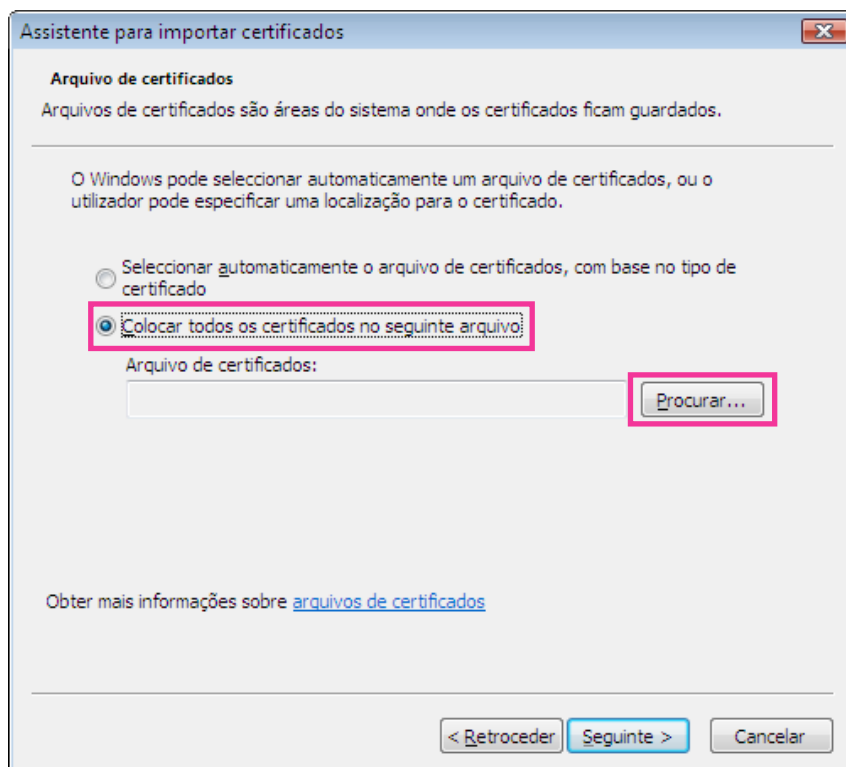 Assistente para importar certificados
Arquivo de certificados
Arquivos de certificados são áreas do sistema onde os certificados ficam guardados.
O Windows pode seleccionar automaticamente um arquivo de certificados, ou o
utilizador pode especificar uma localização para o certificado.
Seleccionar automaticamente o arquivo de certificados, com base no tipo de
certificado
Colocar todos os certificados no seguinte arquivo
Arquivo de certificados:
Procurar...
Obter mais informações sobre arquivos de certificados
< Retroceder Seguinte > Cancelar